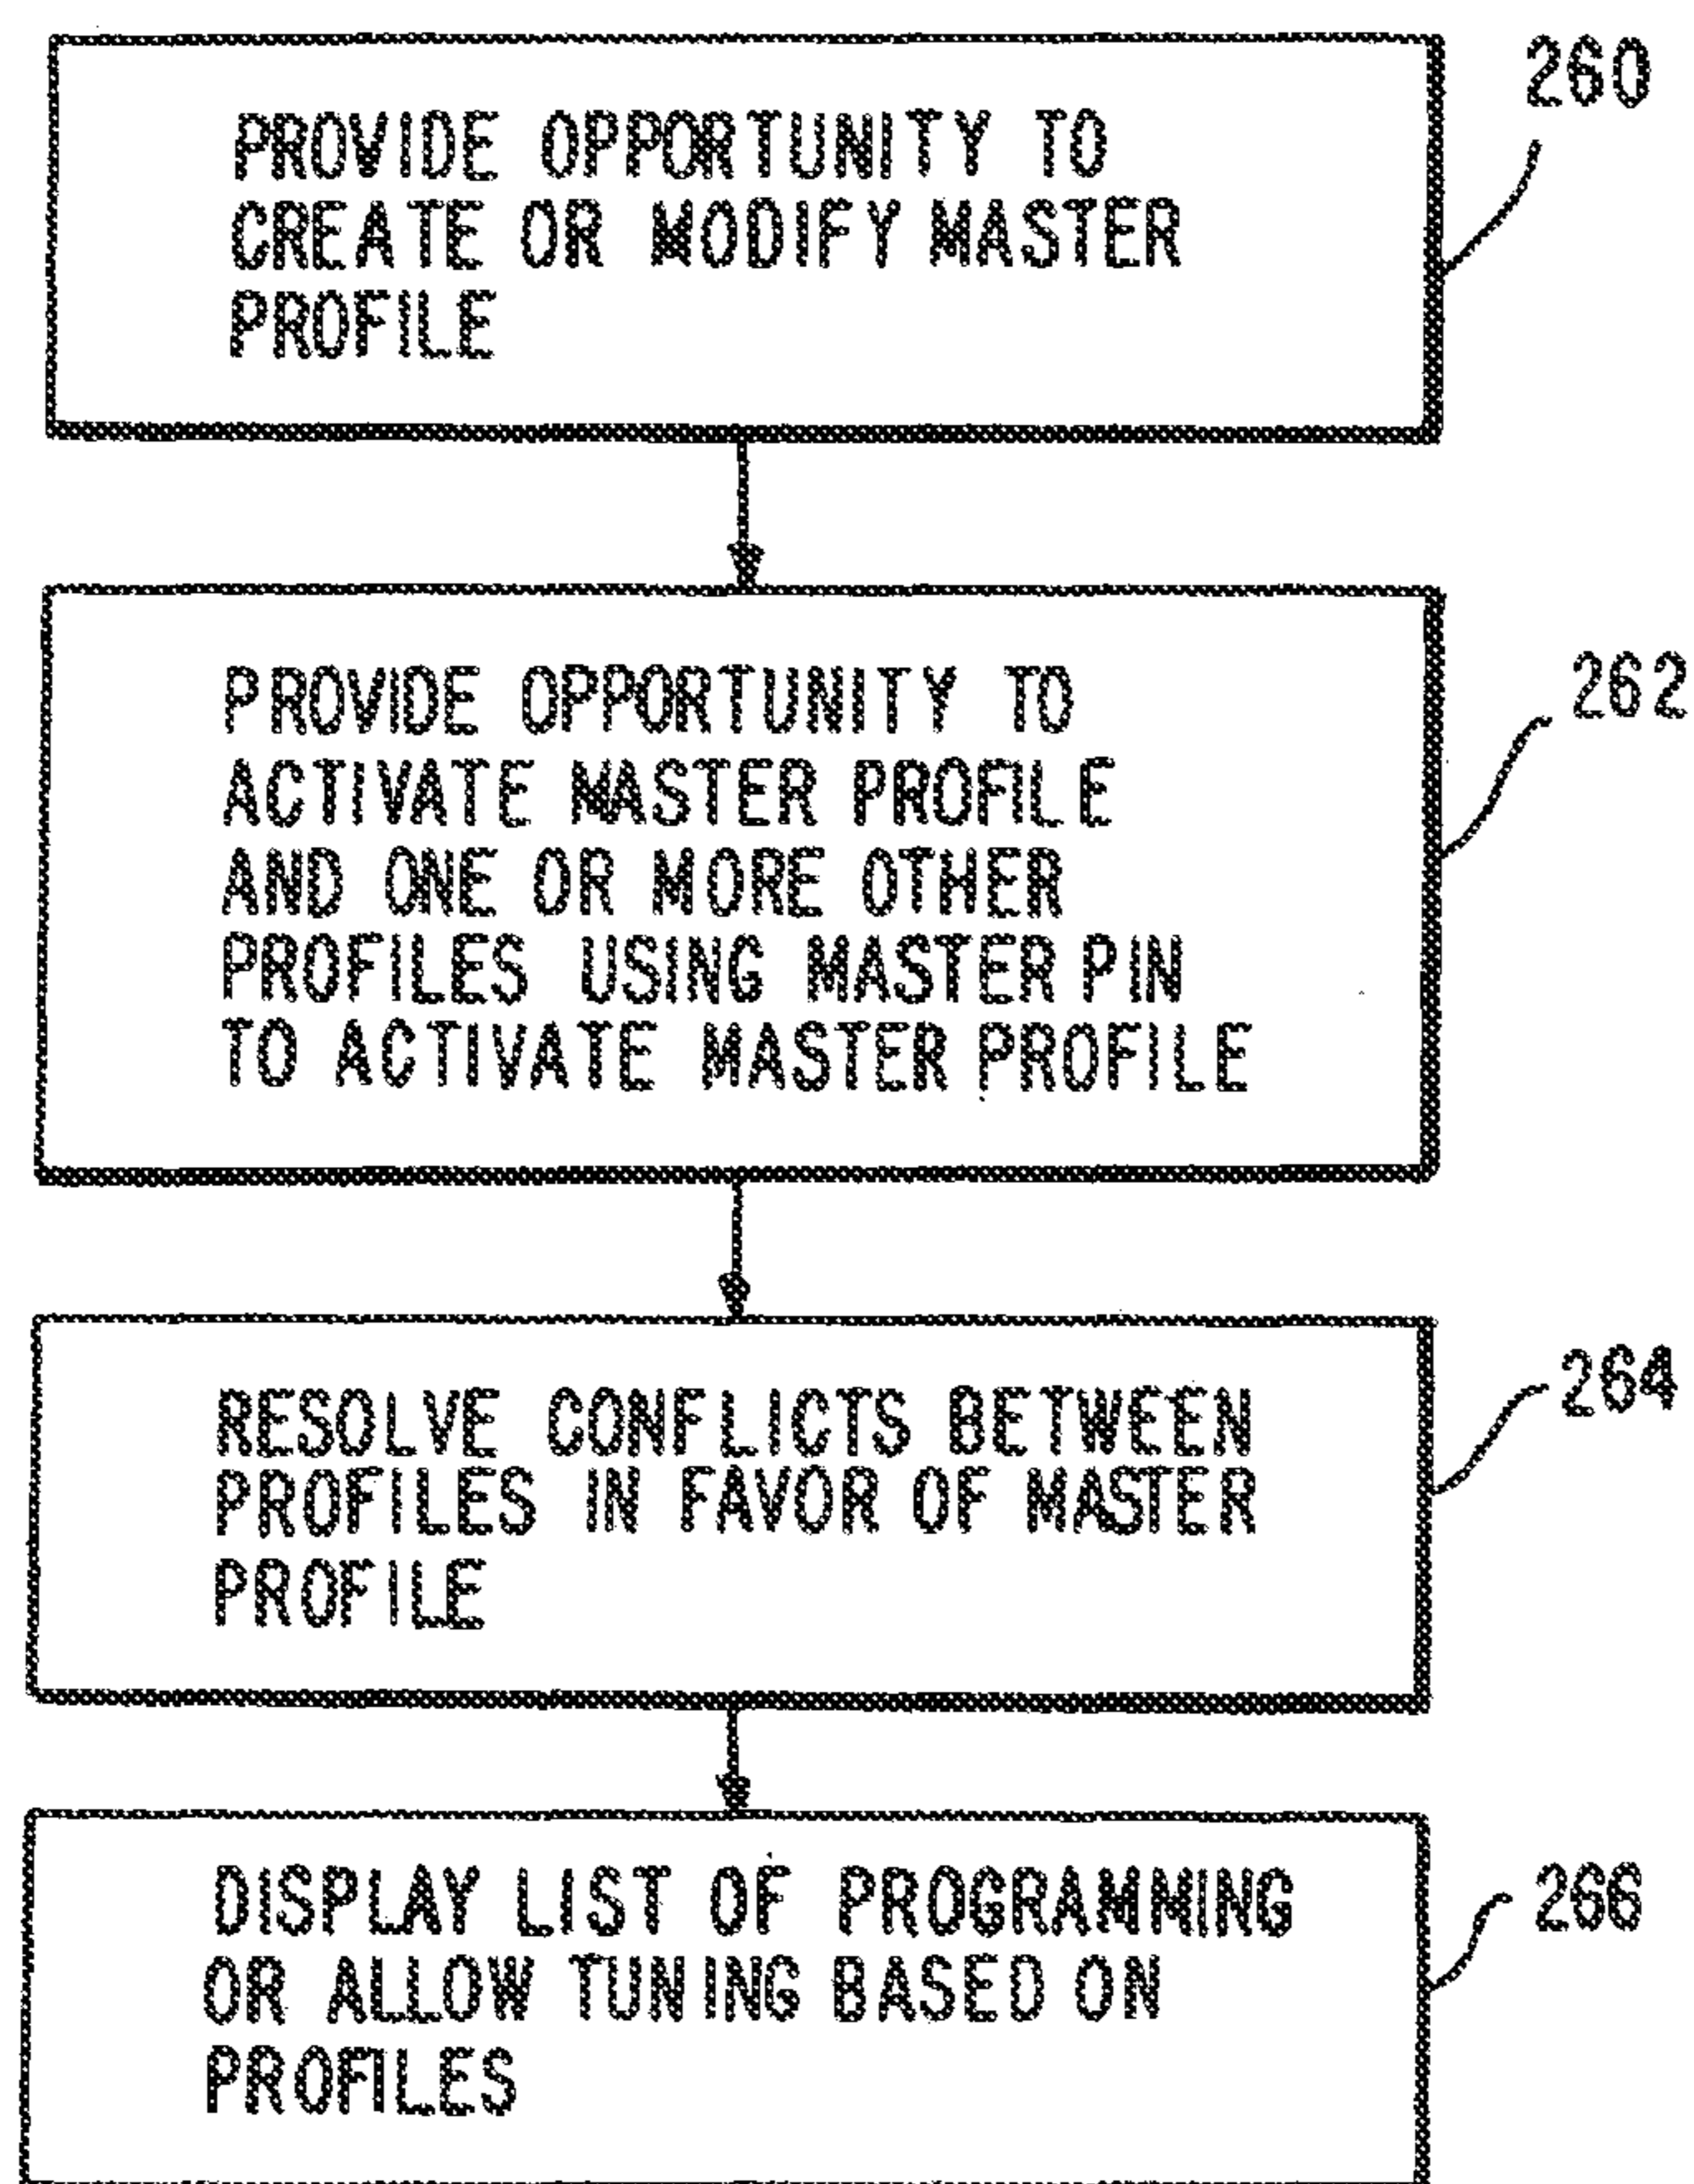 260
PROVIDE OPPORTUNITY TO
CREATE OR MODIFY MASTER
PROFILE
262
PROVIDE OPPORTUNITY TO
ACTIVATE MASTER PROFILE
AND ONE OR MORE OTHER
PROFILES USING MASTER PIN
TO ACTIVATE MASTER PROFILE
264
RESOLVE CONFLICTS BETWEEN
PROFILES IN FAVOR OF MASTER
PROFILE
266
DISPLAY LIST OF PROGRAMMING
OR ALLOW TUNING BASED ON
PROFILES